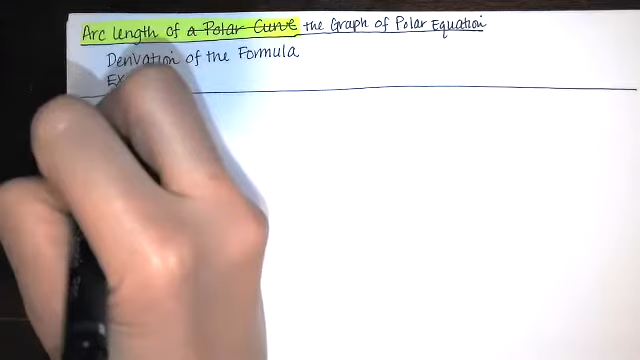 Arc length of a Polar Curve the Graph of Polar Equation
Derivation of the Formula